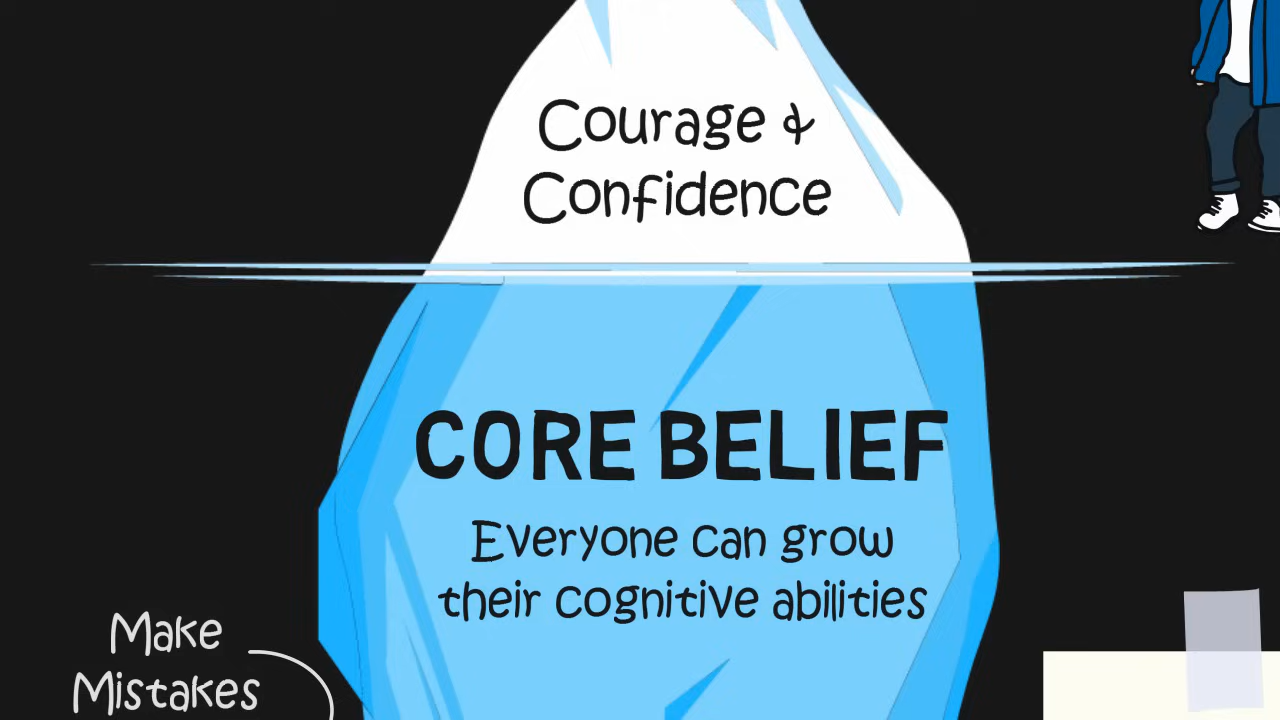 Courage &
Confidence
CORE BELIEF
Everyone can grow
their cognitive abilities
Make
Mistakes